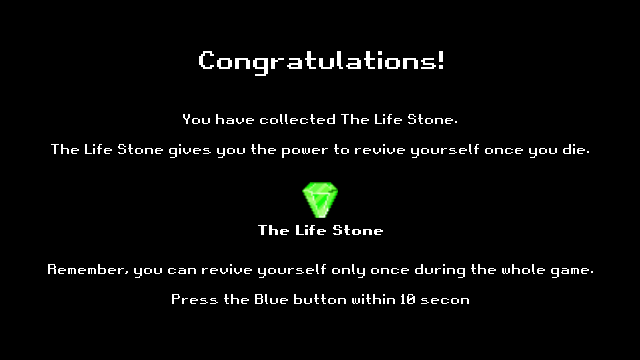 Congratulations!
You have collected The Life Stone.
The Life Stone gives you the power to revive yourself once you die.
The Life Stone
Remember, you can revive yourself only once during the whole game.
Press the Blue button within 10 secon